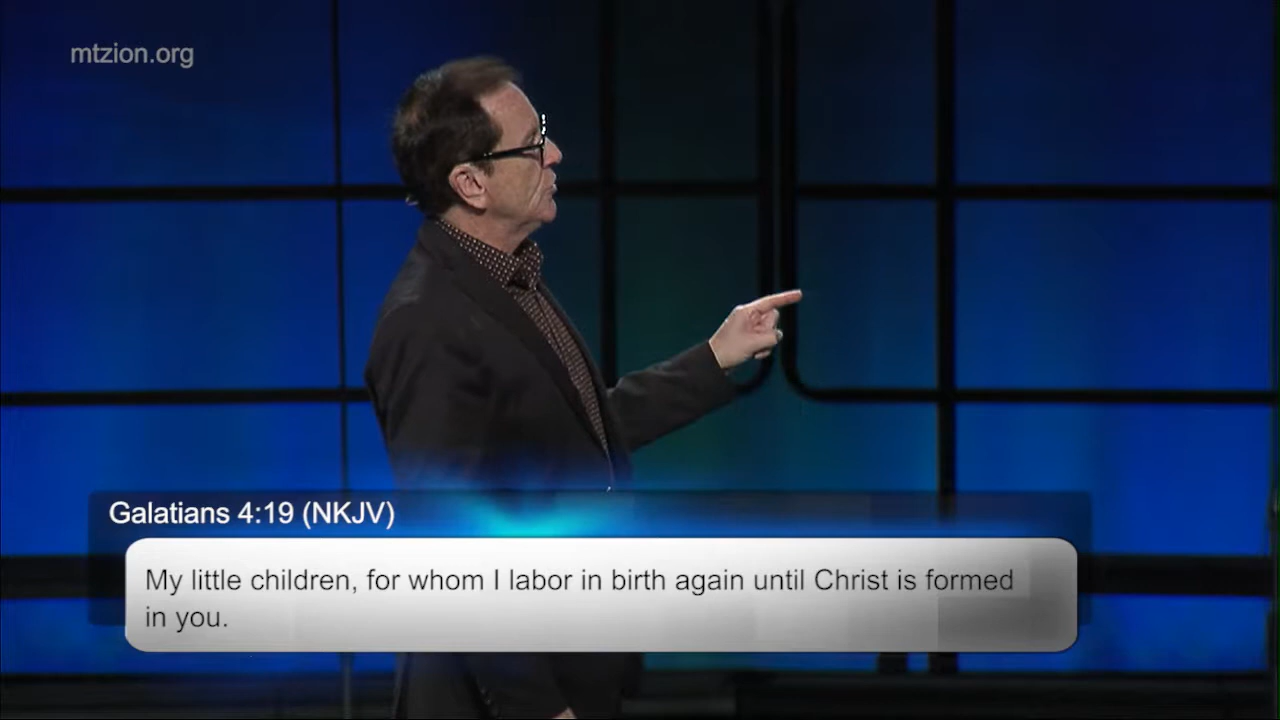 mtzion.org
Galatians 4:19 (NKJV)
My little children, for whom I labor in birth again until Christ is formed
in you.